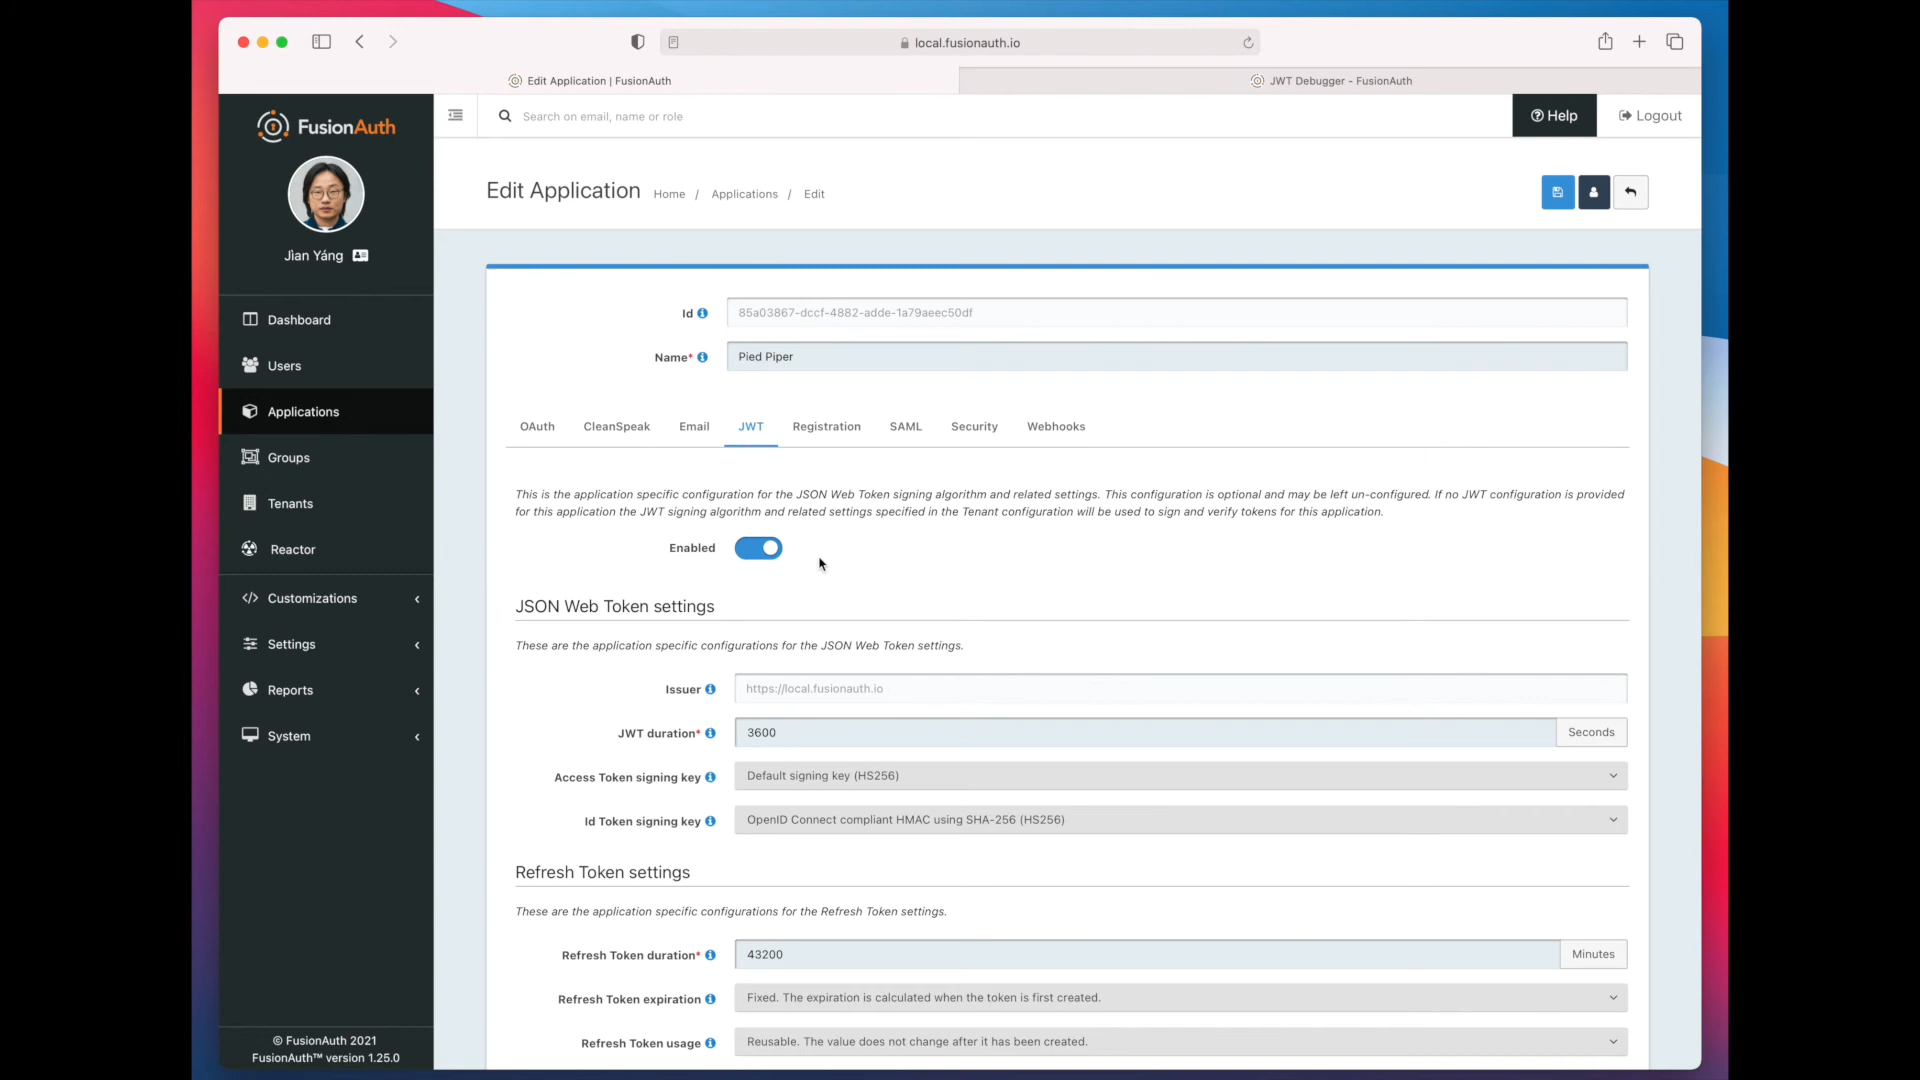 local.fusionauth.io
Edit Application | FusionAuth
JWT Debugger - FusionAuth
FusionAuth
Search on email, name or role
Help
Logout
Jìan Yáng
Edit Application
Home / Applications / Edit
Dashboard
Users
Applications
Groups
Tenants
Reactor
Customizations
Settings
Reports
System
© FusionAuth 2021
FusionAuth™ version 1.25.0
Id
85a03867-dccf-4882-adde-1a79aeec50df
Name*
Pied Piper
OAuth CleanSpeak Email JWT Registration SAML Security Webhooks
This is the application specific configuration for the JSON Web Token signing algorithm and related settings. This configuration is optional and may be left un-configured. If no JWT configuration is provided
for this application the JWT signing algorithm and related settings specified in the Tenant configuration will be used to sign and verify tokens for this application.
Enabled
JSON Web Token settings
These are the application specific configurations for the JSON Web Token settings.
Issuer https://local.fusionauth.io
JWT duration* 3600 Seconds
Access Token signing key Default signing key (HS256)
Id Token signing key OpenID Connect compliant HMAC using SHA-256 (HS256)
Refresh Token settings
These are the application specific configurations for the Refresh Token settings.
Refresh Token duration* 43200 Minutes
Refresh Token expiration Fixed. The expiration is calculated when the token is first created.
Refresh Token usage Reusable. The value does not change after it has been created.